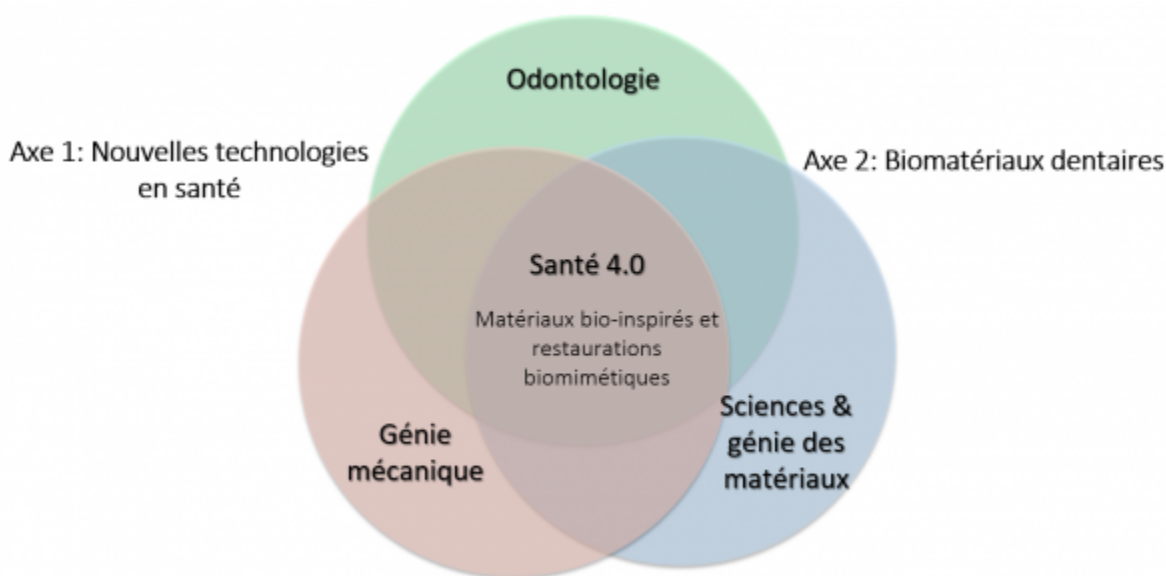 Odontologie
Axe 1: Nouvelles technologies
en santé
Axe 2: Biomatériaux dentaires
Santé 4.0
Matériaux bio-inspirés et
restaurations
biomimétiques
Génie
mécanique
Sciences &
génie des
matériaux